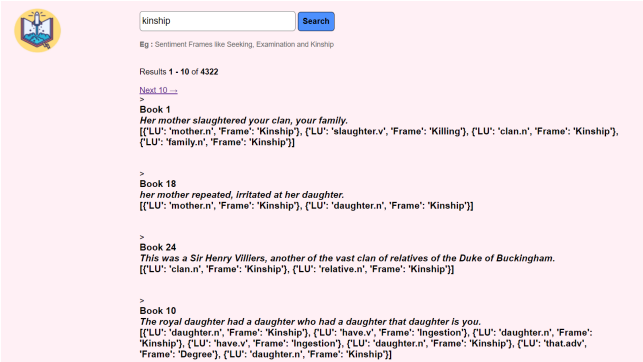 kinship
Search
Eg : Sentiment Frames like Seeking, Examination and Kinship
Results 1 - 10 of 4322
Next 10 →
>
Book 1
Her mother slaughtered your clan, your family.
[{'LU': 'mother.n', 'Frame': 'Kinship'}, {'LU': 'slaughter.v', 'Frame': 'Killing'}, {'LU': 'clan.n', 'Frame': 'Kinship'},
{'LU': 'family.n', 'Frame': 'Kinship'}]
>
Book 18
her mother repeated, irritated at her daughter.
[{'LU': 'mother.n', 'Frame': 'Kinship'}, {'LU': 'daughter.n', 'Frame': 'Kinship'}]
>
Book 24
This was a Sir Henry Villiers, another of the vast clan of relatives of the Duke of Buckingham.
[{'LU': 'clan.n', 'Frame': 'Kinship'}, {'LU': 'relative.n', 'Frame': 'Kinship'}]
>
Book 10
The royal daughter had a daughter who had a daughter that daughter is you.
[{'LU': 'daughter.n', 'Frame': 'Kinship'}, {'LU': 'have.v', 'Frame': 'Ingestion'}, {'LU': 'daughter.n', 'Frame':
'Kinship'}, {'LU': 'have.v', 'Frame': 'Ingestion'}, {'LU': 'daughter.n', 'Frame': 'Kinship'}, {'LU': 'that.adv',
'Frame': 'Degree'}, {'LU': 'daughter.n', 'Frame': 'Kinship'}]